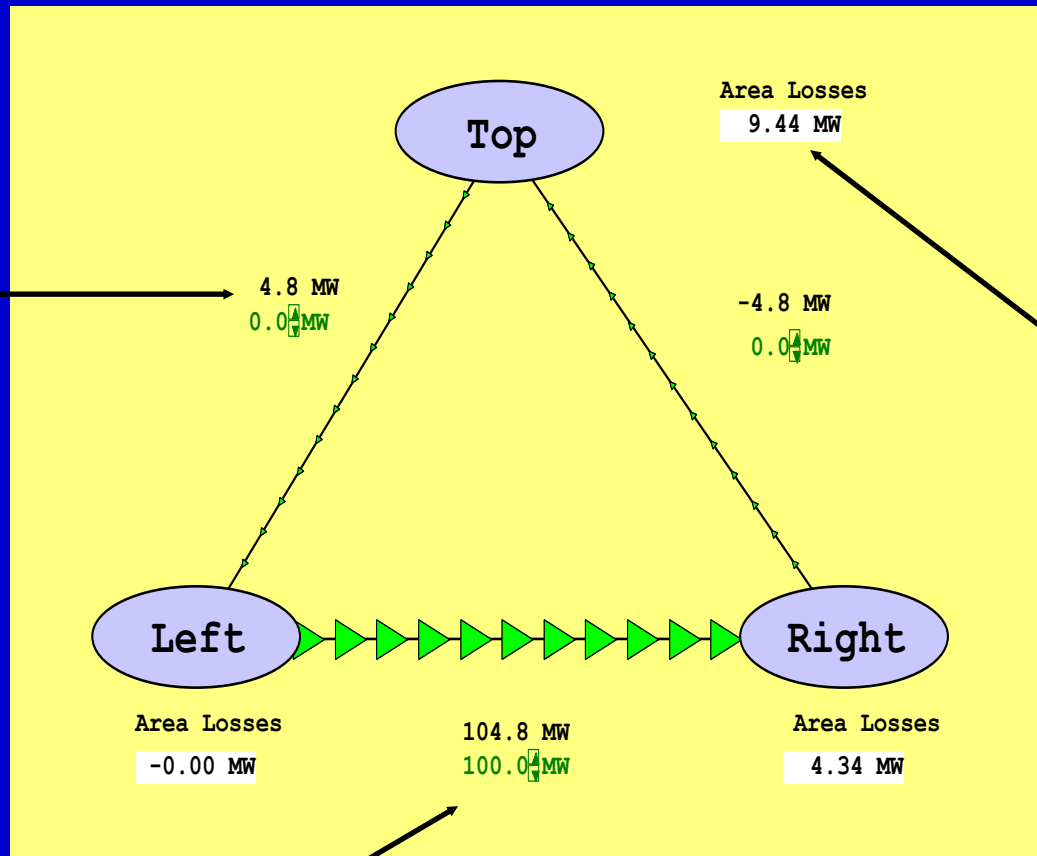 Top
Area Losses
9.44 MW
4.8 MW
0.0 MW
-4.8 MW
0.0 MW
Left
Right
Area Losses
-0.00 MW
104.8 MW
100.0 MW
Area Losses
4.34 MW